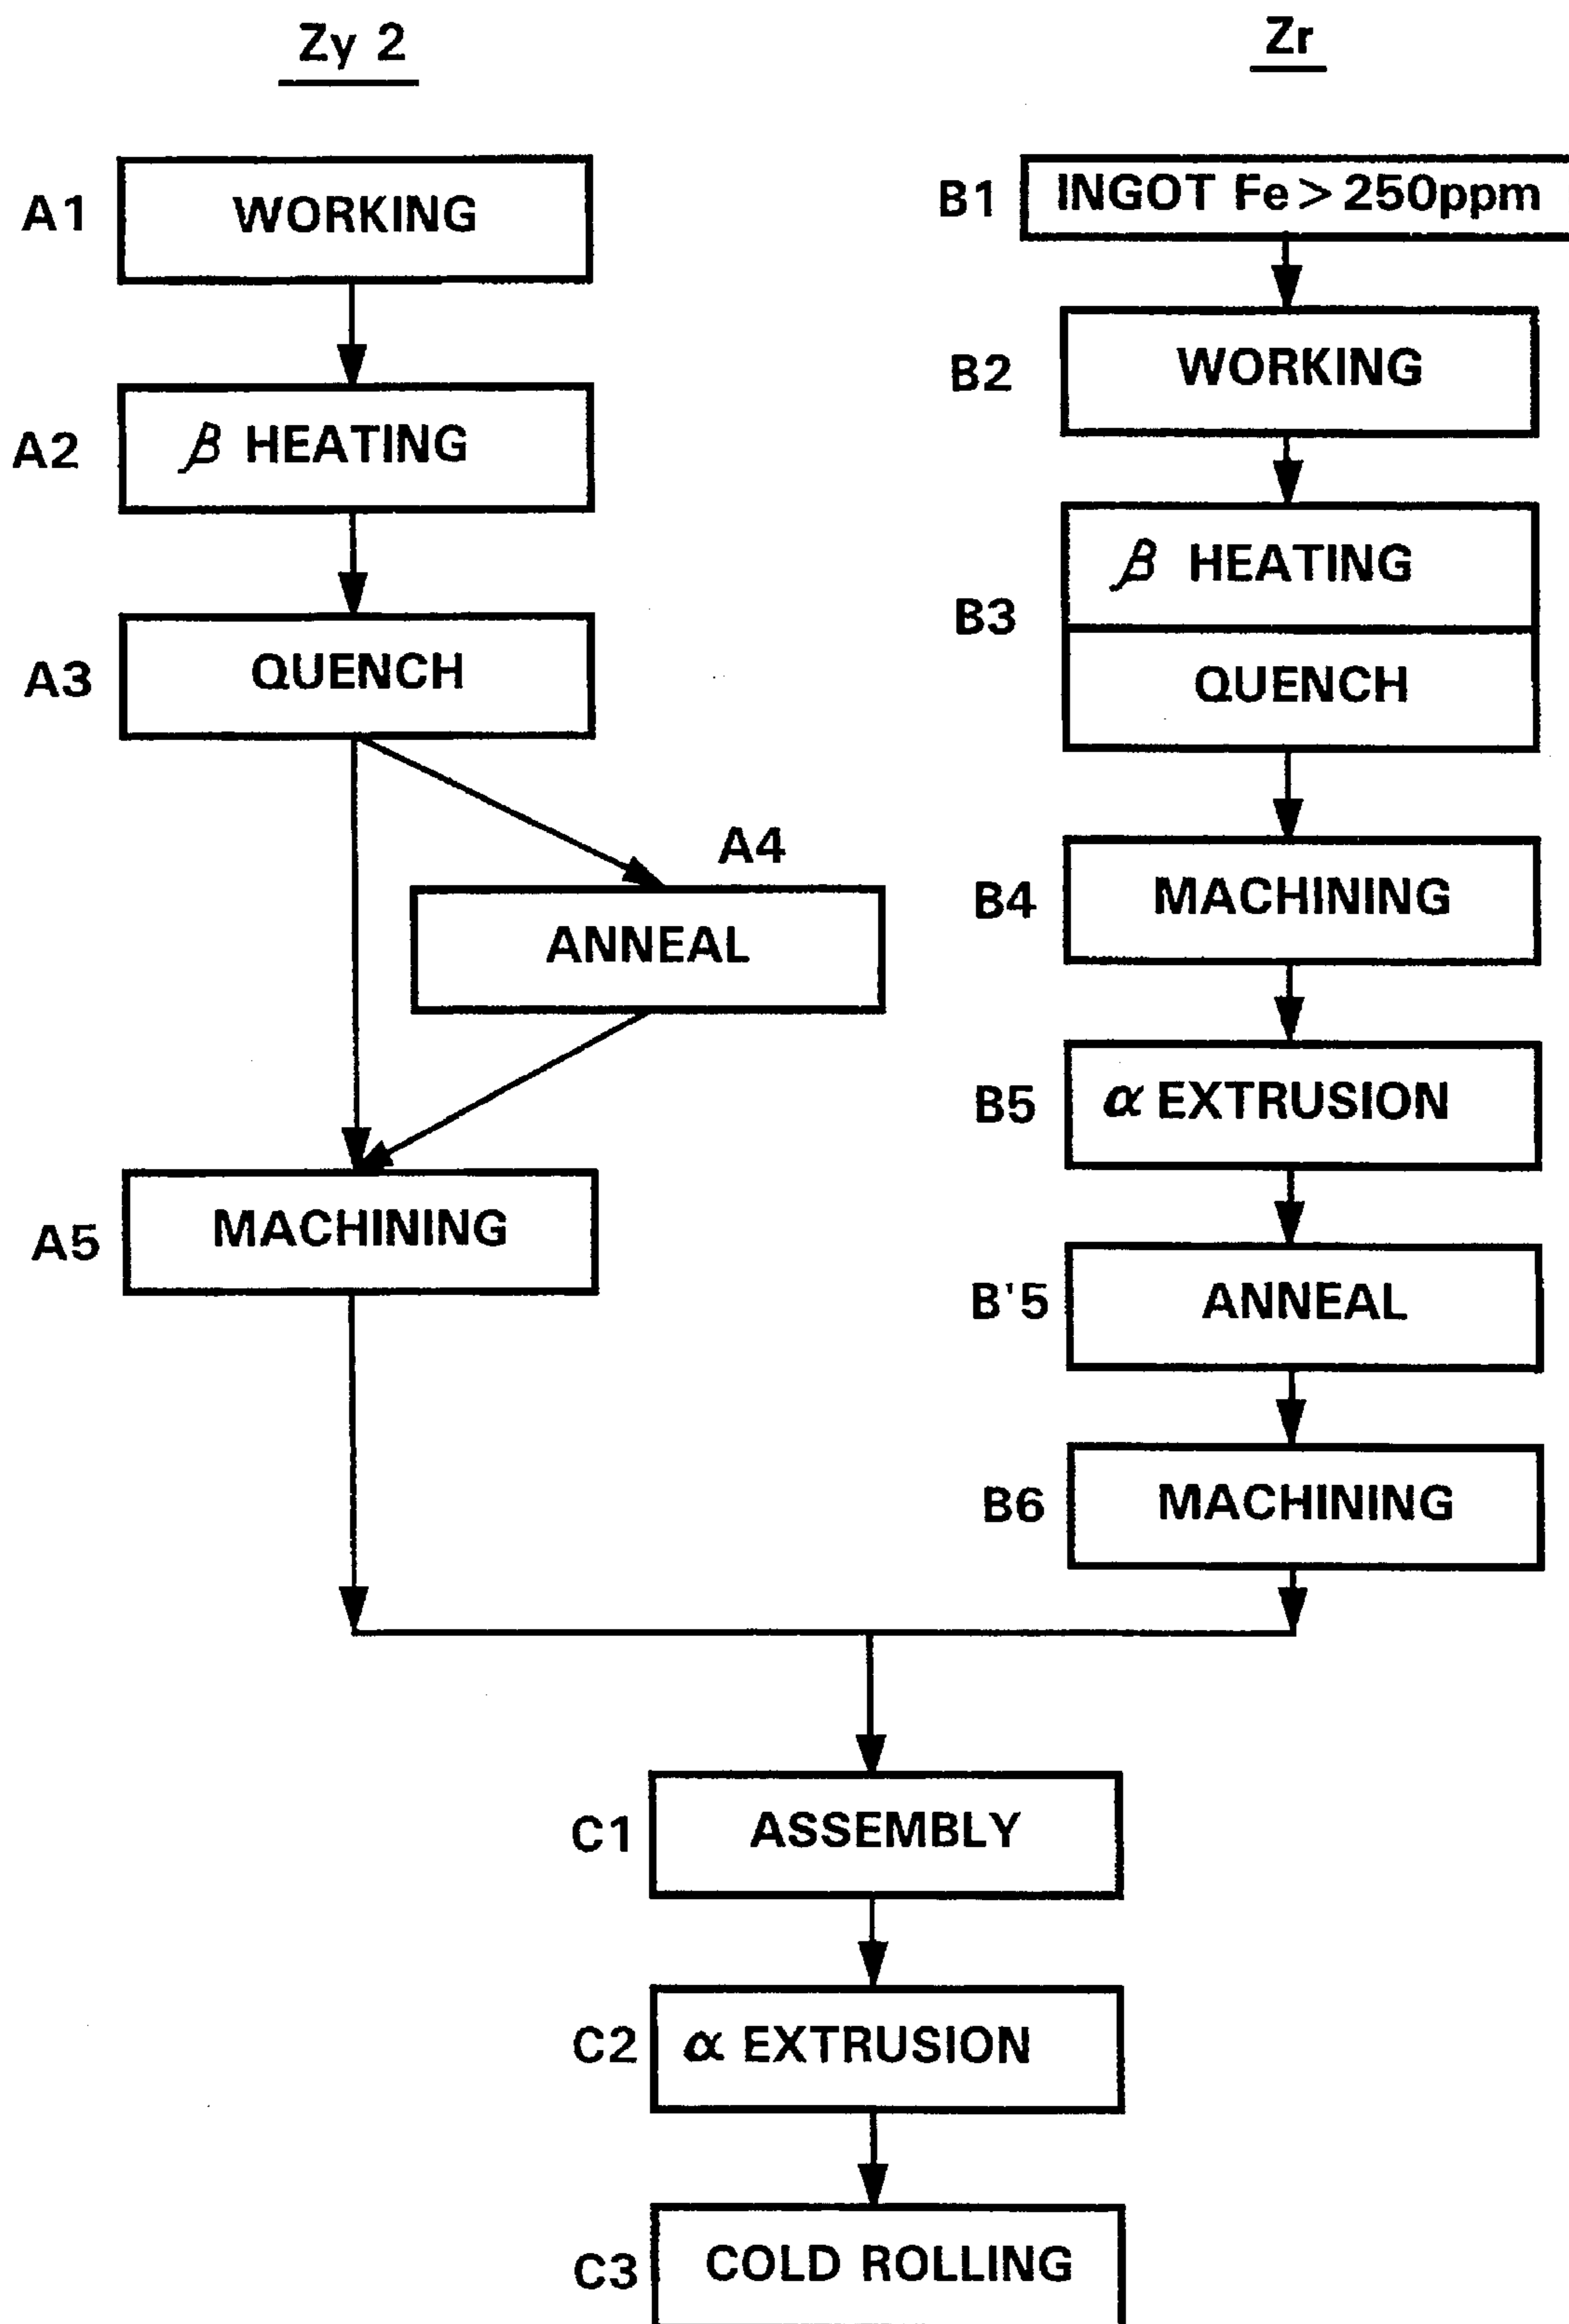 Zy 2
A1
WORKING
A2
β HEATING
A3
QUENCH
A4
ANNEAL
A5
MACHINING
Zr
B1
INGOT Fe > 250ppm
B2
WORKING
B3
β HEATING
QUENCH
B4
MACHINING
B5
α EXTRUSION
B'5
ANNEAL
B6
MACHINING
C1
ASSEMBLY
C2
α EXTRUSION
C3
COLD ROLLING